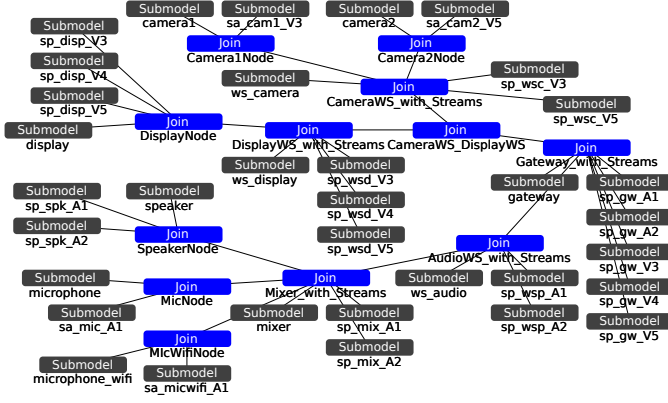 Submodel
camera1
Submodel
sa_cam1_V3
Submodel
camera2
Submodel
sa_cam2_V5
Submodel
sp_disp_V3
Join
Camera1Node
Join
Camera2Node
Submodel
sp_disp_V4
Submodel
ws_camera
Join
CameraWS_with_Streams
Submodel
sp_wsc_V3
Submodel
sp_disp_V5
Submodel
sp_wsc_V5
Submodel
display
Join
DisplayNode
Join
DisplayWS_with_Streams
Join
CameraWS_DisplayWS
Join
Gateway_with_Streams
Submodel
ws_display
Submodel
sp_wsd_V3
Submodel
gateway
Submodel
sp_gw_A1
Submodel
sp_spk_A1
Submodel
speaker
Submodel
sp_wsd_V4
Submodel
sp_gw_A2
Submodel
sp_spk_A2
Join
SpeakerNode
Submodel
sp_wsd_V5
Join
AudioWS_with_Streams
Submodel
sp_gw_V3
Submodel
microphone
Join
MicNode
Join
Mixer_with_Streams
Submodel
ws_audio
Submodel
sp_wsp_A1
Submodel
sp_gw_V4
Submodel
sa_mic_A1
Submodel
mixer
Submodel
sp_mix_A1
Submodel
sp_wsp_A2
Submodel
sp_gw_V5
Join
MIcWifiNode
Submodel
sp_mix_A2
Submodel
microphone_wifi
Submodel
sa_micwifi_A1